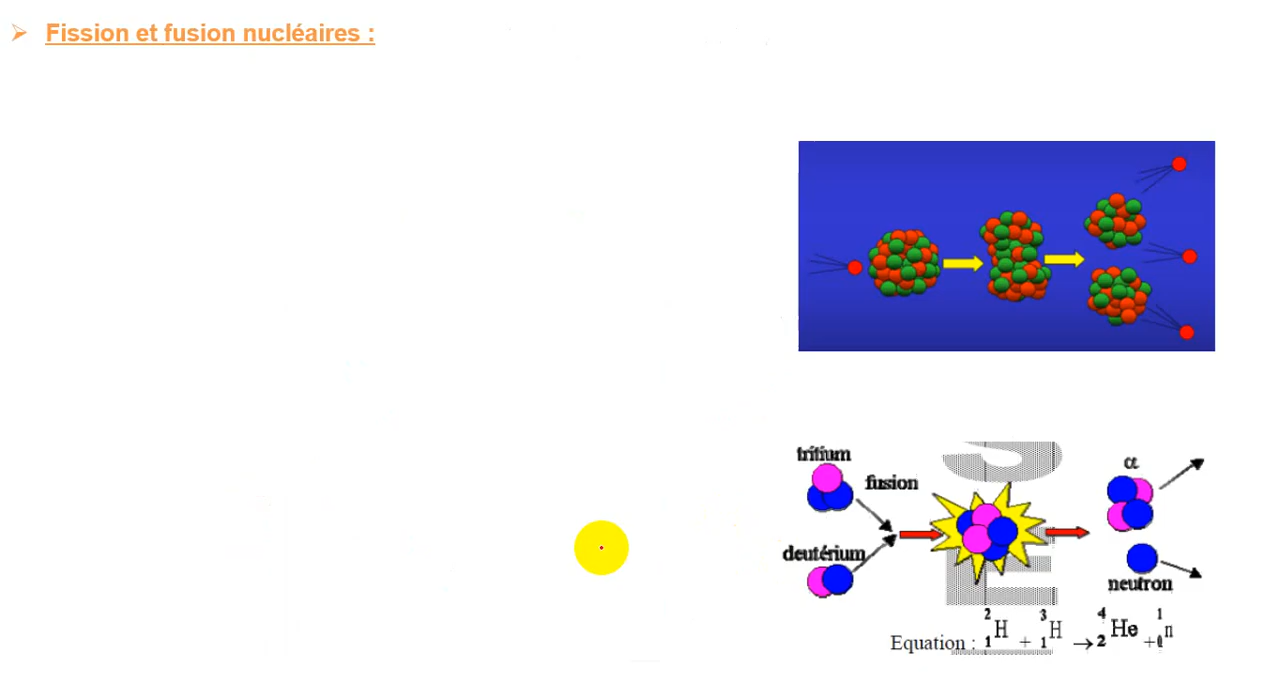 Fission et fusion nucléaires :
tritium
fusion
α
deutérium
neutron
Equation : ²₁H + ³₁H → ⁴₂He + ¹₀n